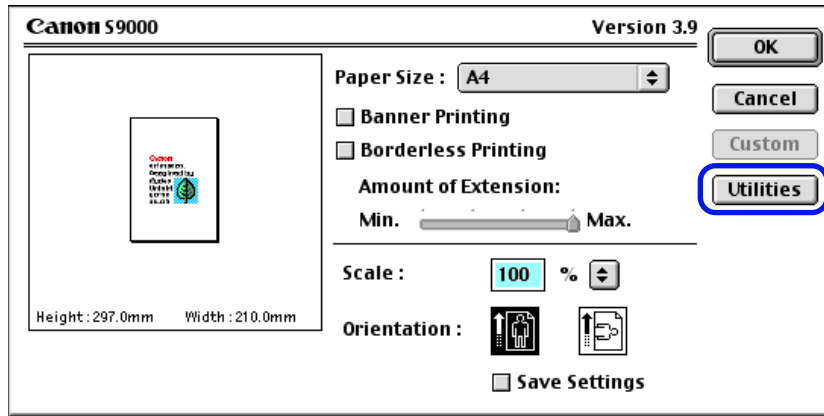 Canon S9000
Version 3.9
OK
Paper Size : A4
Cancel
Banner Printing
Custom
Borderless Printing
Utilities
Amount of Extension:
Min. Max.
Scale : 100 %
Height:297.0mm Width:210.0mm
Orientation :
Save Settings